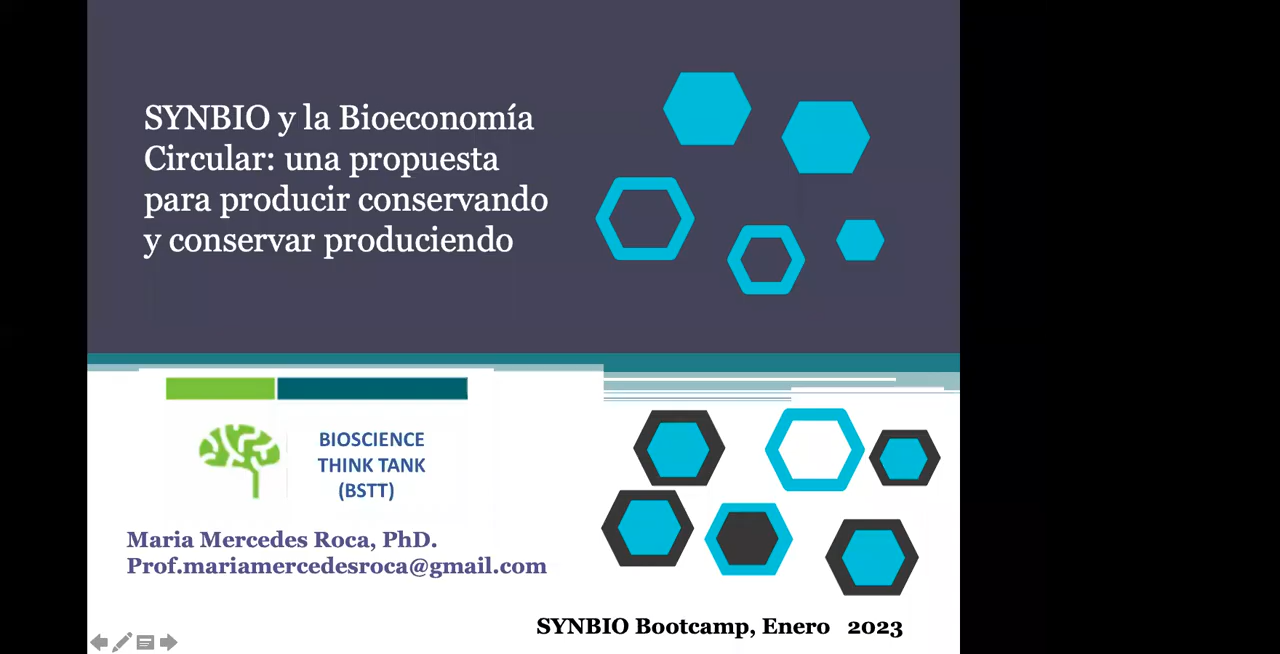 SYNBIO y la Bioeconomía
Circular: una propuesta
para producir conservando
y conservar produciendo
BIOSCIENCE
THINK TANK
(BSTT)
Maria Mercedes Roca, PhD.
Prof.mariamercedesroca@gmail.com
SYNBIO Bootcamp, Enero 2023